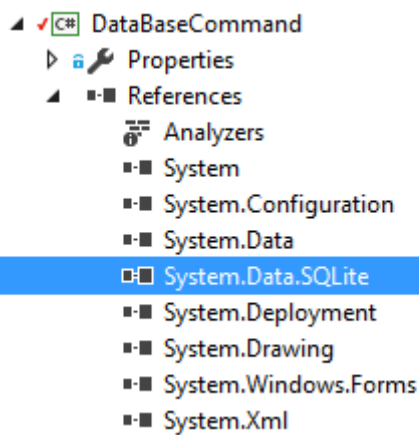 C# DataBaseCommand
Properties
References
Analyzers
System
System.Configuration
System.Data
System.Data.SQLite
System.Deployment
System.Drawing
System.Windows.Forms
System.Xml